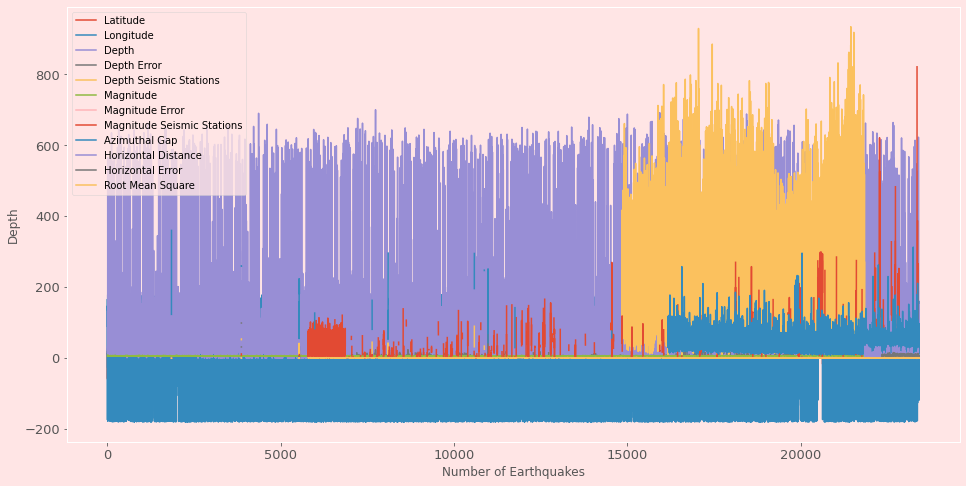 Latitude
Longitude
Depth
Depth Error
Depth Seismic Stations
Magnitude
Magnitude Error
Magnitude Seismic Stations
Azimuthal Gap
Horizontal Distance
Horizontal Error
Root Mean Square
800
600
400
200
0
−200
Depth
0 5000 10000 15000 20000
Number of Earthquakes